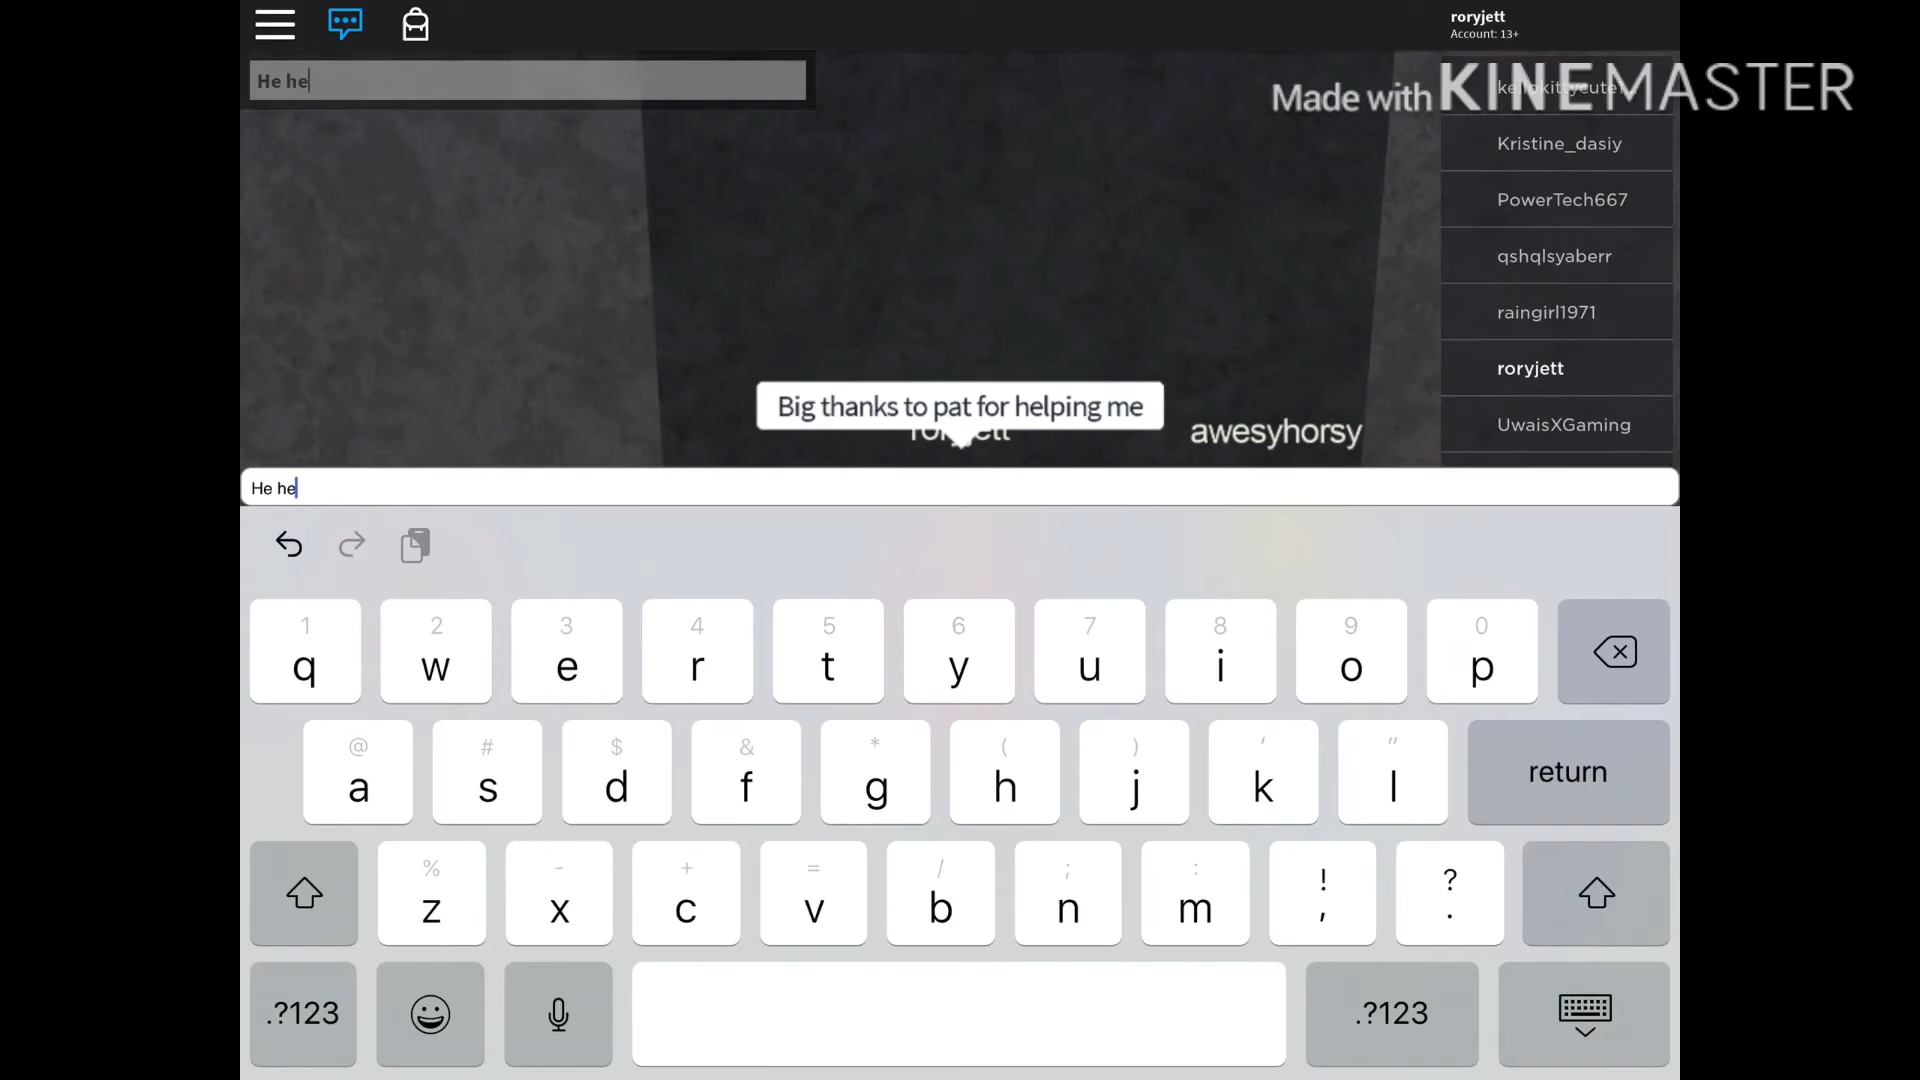 roryjett
Account: 13+
He he
Made with KINEMASTER
Kristine_dasiy
PowerTech667
qshqlsyaberr
raingirl1971
roryjett
UwaisXGaming
Big thanks to pat for helping me
roryjett
awesyhorsy
He he
1 2 3 4 5 6 7 8 9 0
q w e r t y u i o p
@ # $ & * ( ) ' "
a s d f g h j k l return
% - + = / ; : ! ?
z x c v b n m , .
.?123 .?123